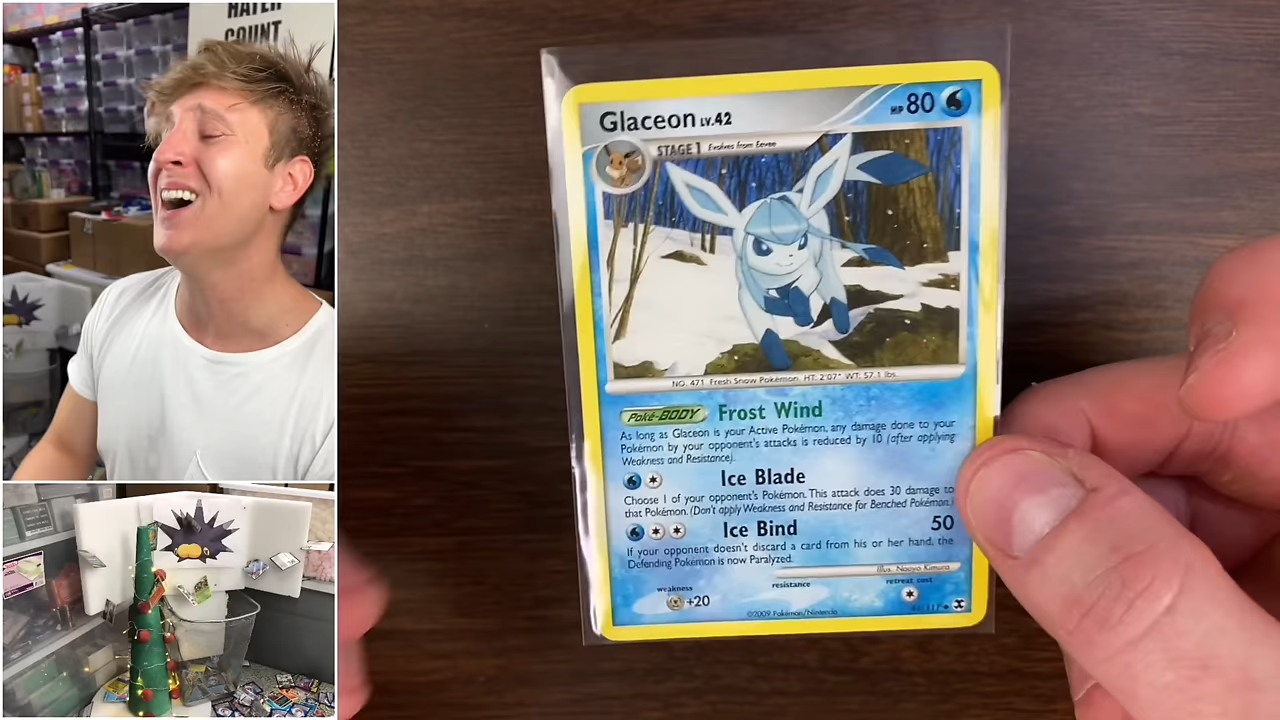 HATER
COUNT
Glaceon LV.42
HP 80
STAGE 1 Evolves from Eevee
NO. 471 Fresh Snow Pokémon HT: 2'07" WT: 57.1 lbs.
Poké-BODY Frost Wind
As long as Glaceon is your Active Pokémon, any damage done to your
Pokémon by your opponent's attacks is reduced by 10 (after applying
Weakness and Resistance).
Ice Blade
Choose 1 of your opponent's Pokémon. This attack does 30 damage to
that Pokémon. (Don't apply Weakness and Resistance for Benched Pokémon.)
Ice Bind 50
If your opponent doesn't discard a card from his or her hand, the
Defending Pokémon is now Paralyzed.
Illus. Naoyo Kimura
weakness resistance retreat cost
+20
©2009 Pokémon/Nintendo